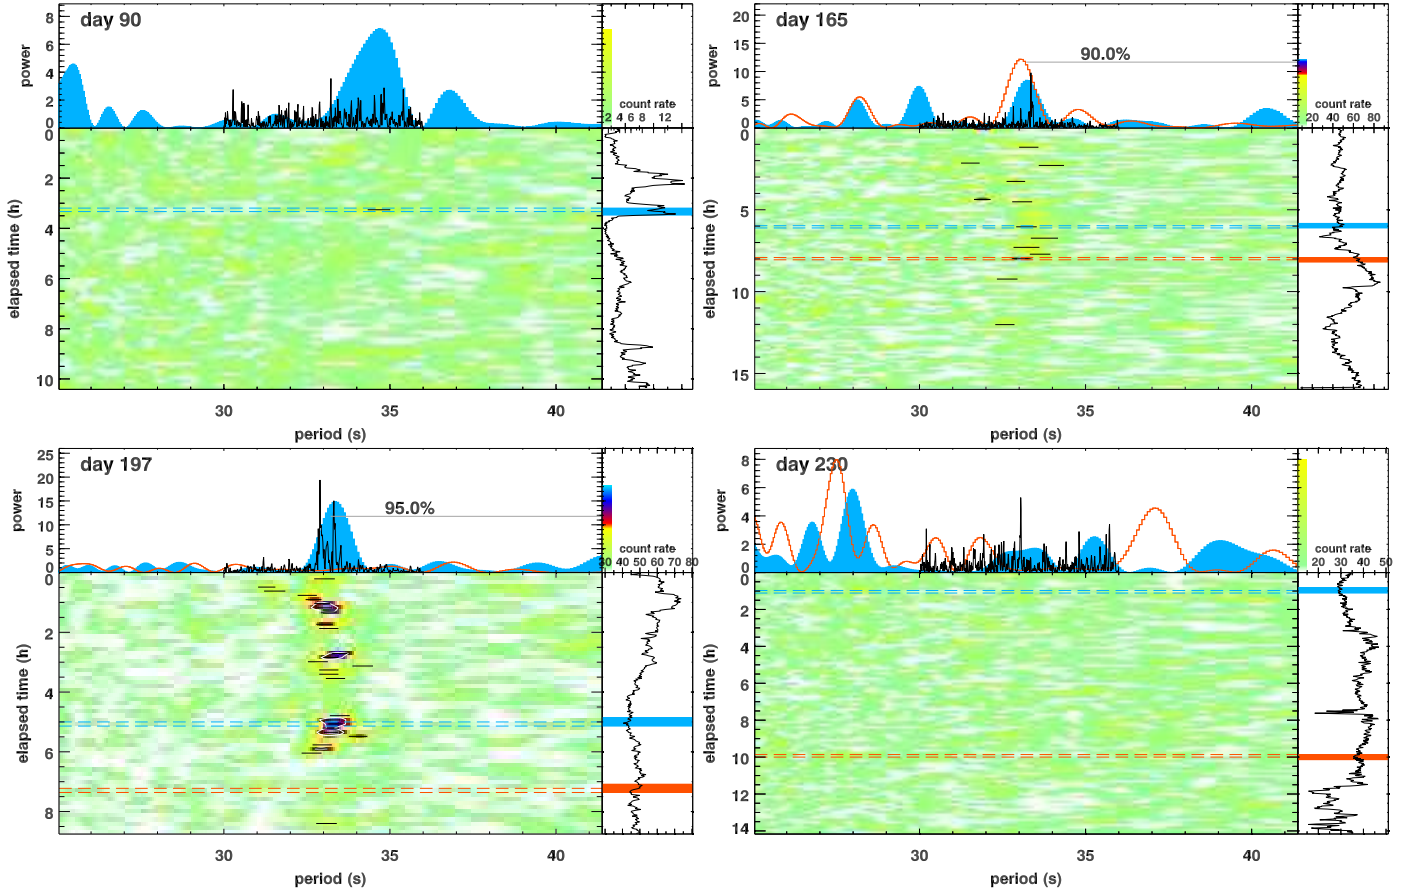 day 90
power
8
6
4
2
0
count rate
2 4 6 8 12
elapsed time (h)
0
2
4
6
8
10
30 35 40
period (s)
day 165
90.0%
power
20
15
10
5
0
count rate
20 40 60 80
elapsed time (h)
0
5
10
15
30 35 40
period (s)
day 197
95.0%
power
25
20
15
10
5
0
count rate
30 40 50 60 70 80
elapsed time (h)
0
2
4
6
8
30 35 40
period (s)
day 230
power
8
6
4
2
0
count rate
20 30 40 50
elapsed time (h)
0
2
4
6
8
10
12
14
30 35 40
period (s)